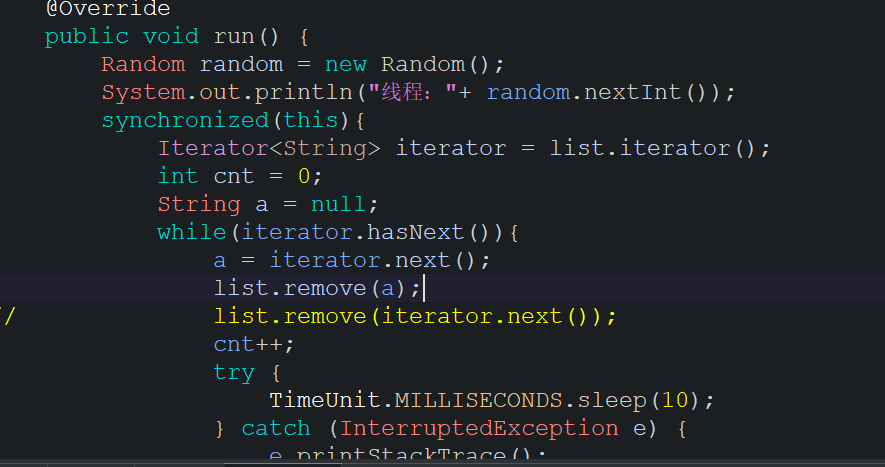 @Override
public void run() {
Random random = new Random();
System.out.println("线程："+ random.nextInt());
synchronized(this){
Iterator<String> iterator = list.iterator();
int cnt = 0;
String a = null;
while(iterator.hasNext()){
a = iterator.next();
list.remove(a);
// list.remove(iterator.next());
cnt++;
try {
TimeUnit.MILLISECONDS.sleep(10);
} catch (InterruptedException e) {
e.printStackTrace();